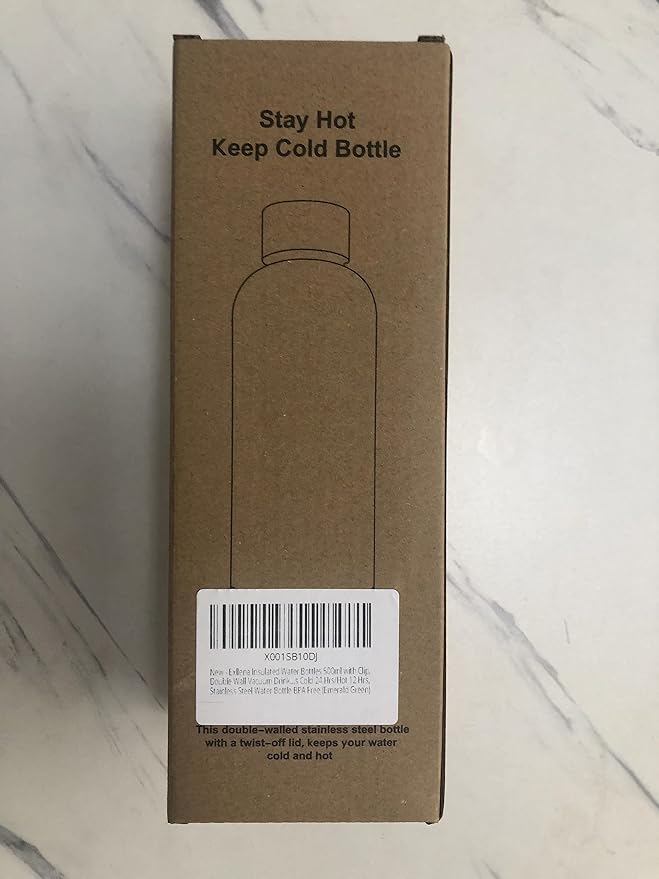 Stay Hot
Keep Cold Bottle
X001SB10DJ
New - Exllena Insulated Water Bottles 500ml with Clip,
Double Wall Vacuum Drink...s Cold 24 Hrs/Hot 12 Hrs,
Stainless Steel Water Bottle BPA Free (Emerald Green)
This double-walled stainless steel bottle
with a twist-off lid, keeps your water
cold and hot